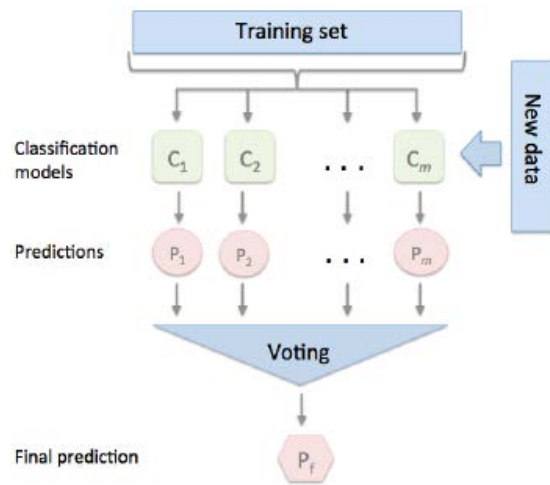 Training set
New data
Classification
models
C1 C2 . . . Cm
Predictions
P1 P2 . . . Pm
Voting
Final prediction
Pf